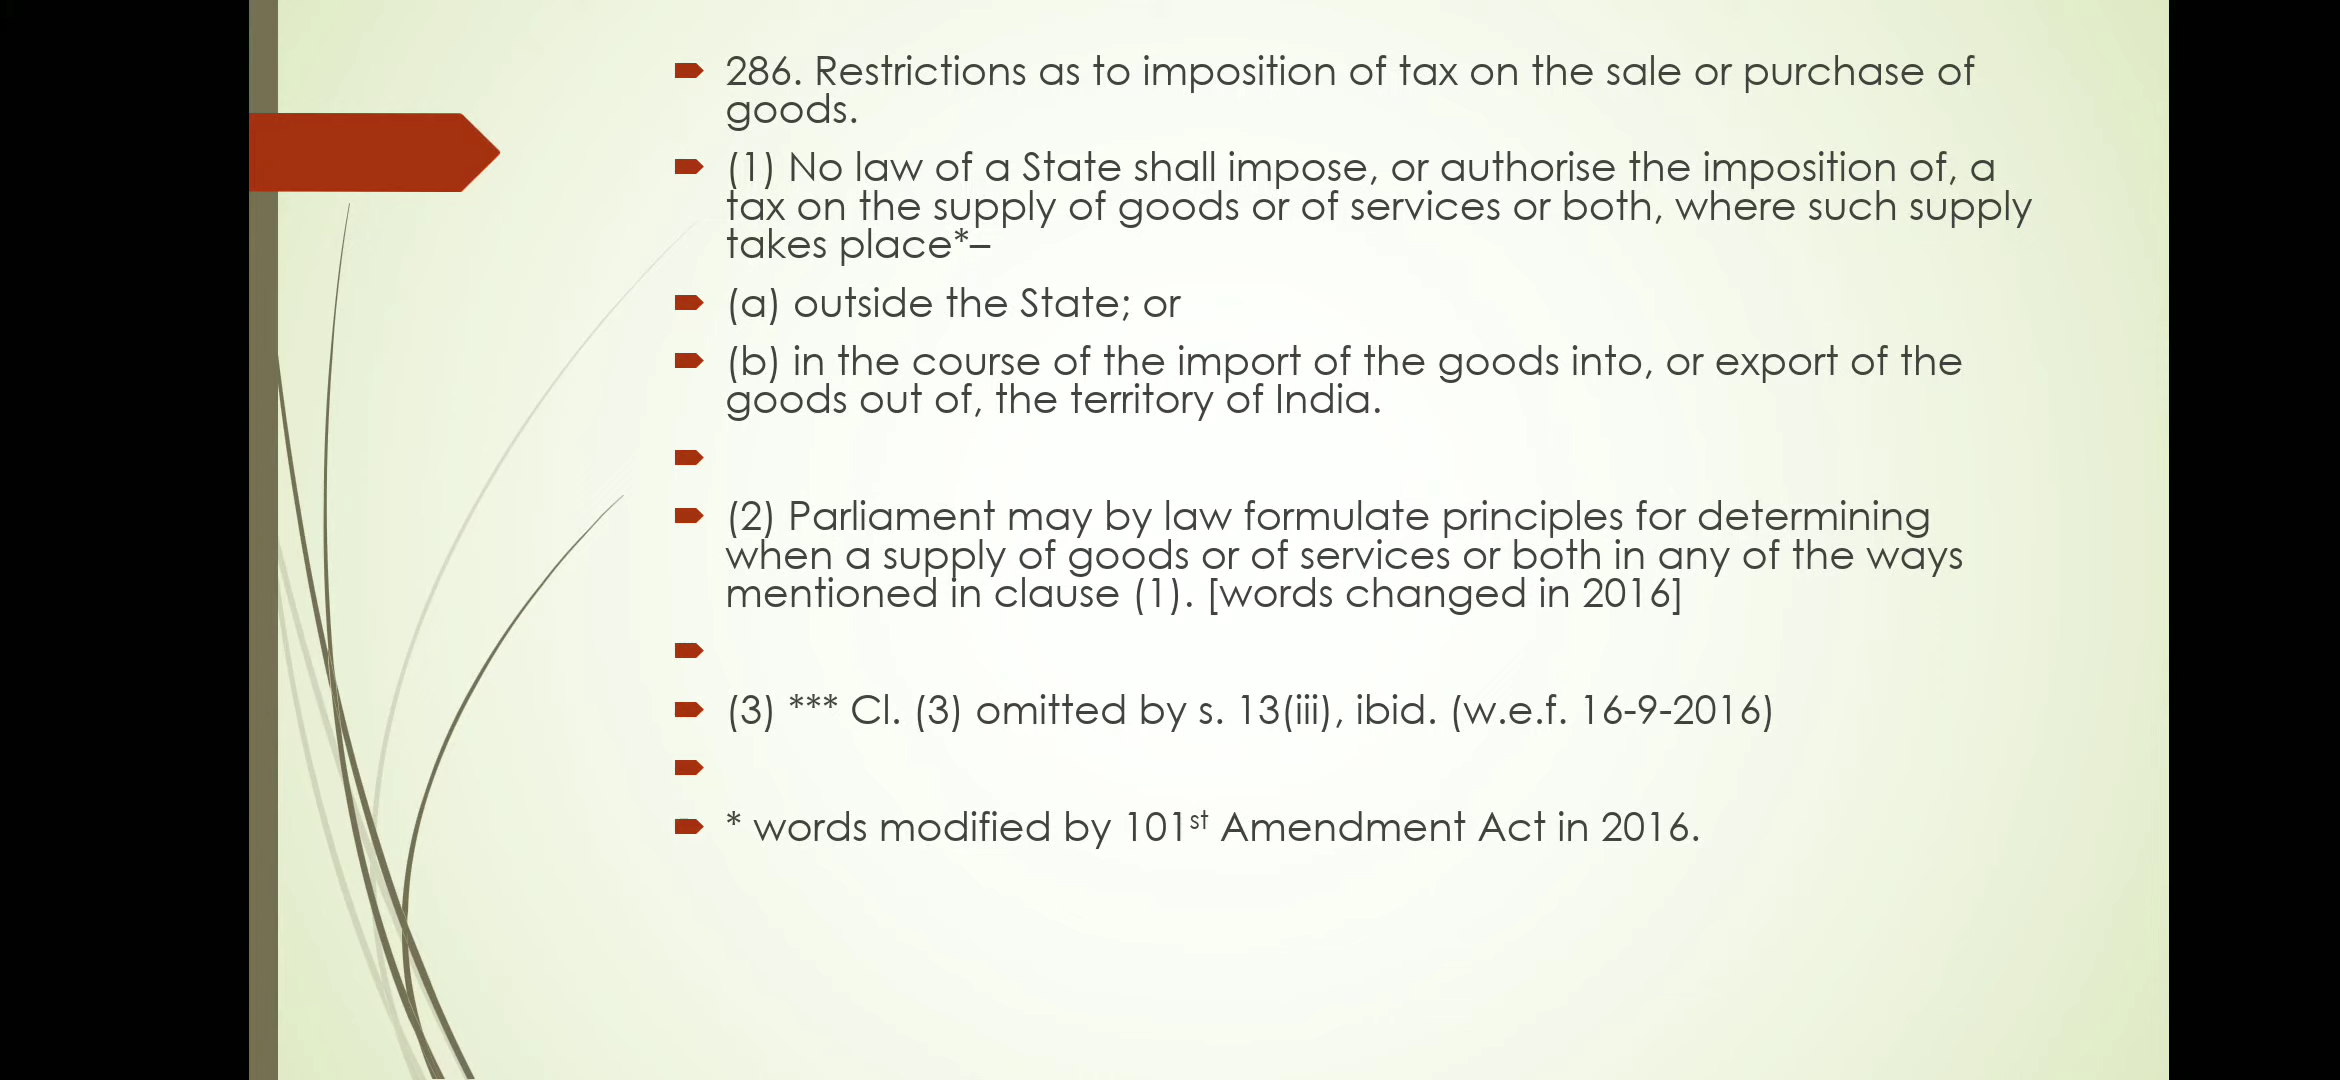 286. Restrictions as to imposition of tax on the sale or purchase of
goods.
(1) No law of a State shall impose, or authorise the imposition of, a
tax on the supply of goods or of services or both, where such supply
takes place*–
(a) outside the State; or
(b) in the course of the import of the goods into, or export of the
goods out of, the territory of India.
(2) Parliament may by law formulate principles for determining
when a supply of goods or of services or both in any of the ways
mentioned in clause (1). [words changed in 2016]
(3) *** Cl. (3) omitted by s. 13(iii), ibid. (w.e.f. 16-9-2016)
* words modified by 101st Amendment Act in 2016.